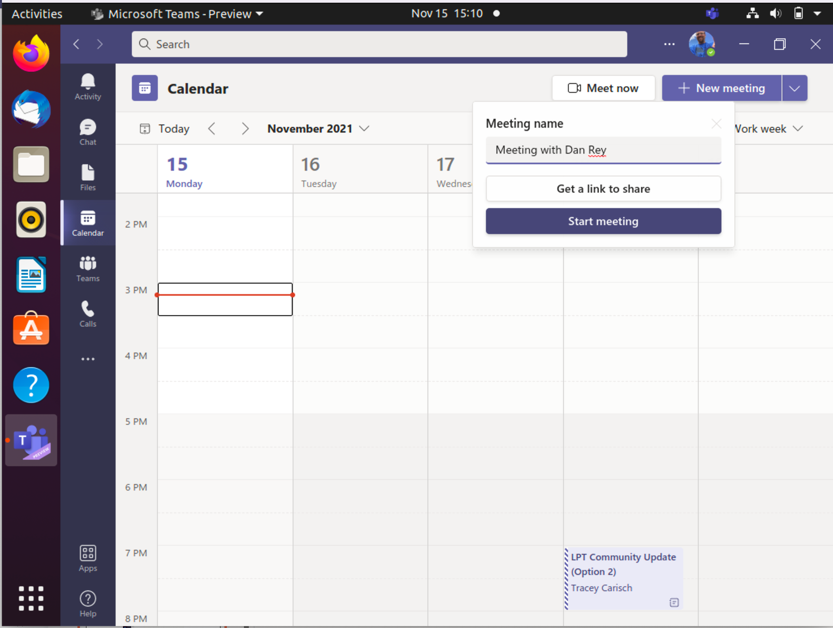 Activities
Microsoft Teams - Preview
Nov 15 15:10
Search
Activity
Chat
Files
Calendar
Teams
Calls
Apps
Help
Calendar
Meet now
New meeting
Today
November 2021
Work week
Meeting name
Meeting with Dan Rey
Get a link to share
Start meeting
15
Monday
16
Tuesday
17
Wednes
2 PM
3 PM
4 PM
5 PM
6 PM
7 PM
8 PM
LPT Community Update
(Option 2)
Tracey Carisch